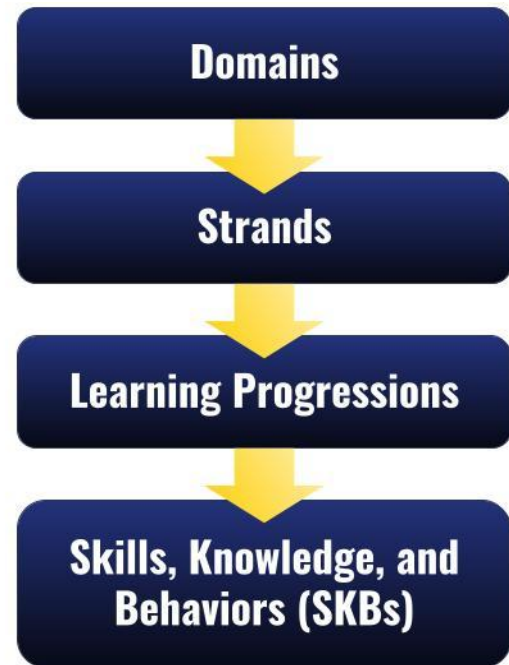 Domains
Strands
Learning Progressions
Skills, Knowledge, and
Behaviors (SKBs)